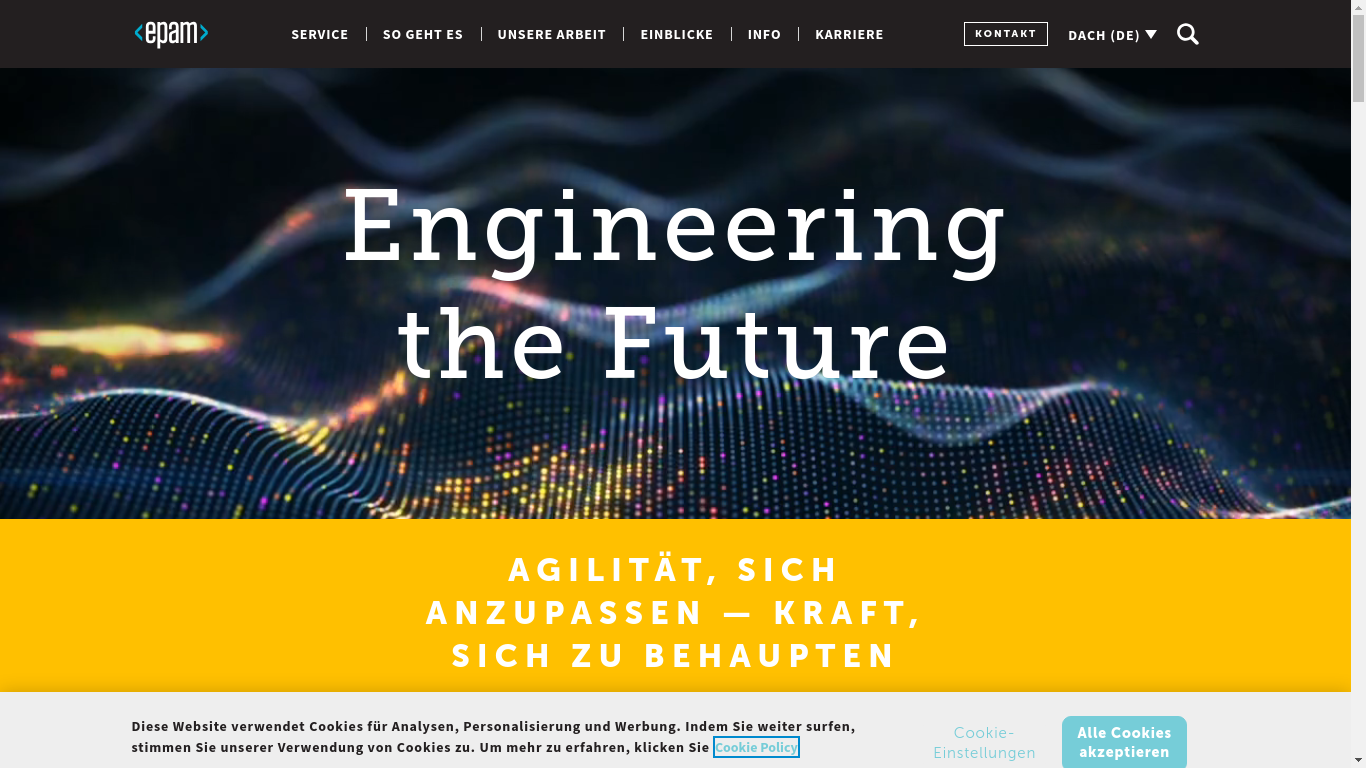 <epam>
SERVICE
SO GEHT ES
UNSERE ARBEIT
EINBLICKE
INFO
KARRIERE
KONTAKT
DACH (DE)
Engineering
the Future
AGILITÄT, SICH
ANZUPASSEN — KRAFT,
SICH ZU BEHAUPTEN
Diese Website verwendet Cookies für Analysen, Personalisierung und Werbung. Indem Sie weiter surfen,
stimmen Sie unserer Verwendung von Cookies zu. Um mehr zu erfahren, klicken Sie Cookie Policy
Cookie-
Einstellungen
Alle Cookies
akzeptieren